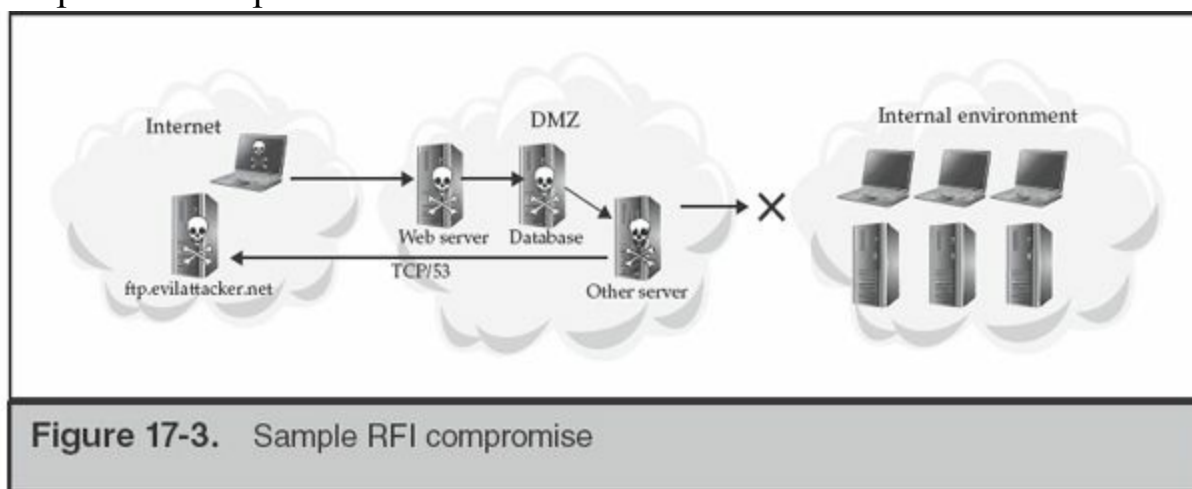 Internet
DMZ
Internal environment
Web server
Database
TCP/53
ftp.evilattacker.net
Other server
Figure 17-3. Sample RFI compromise